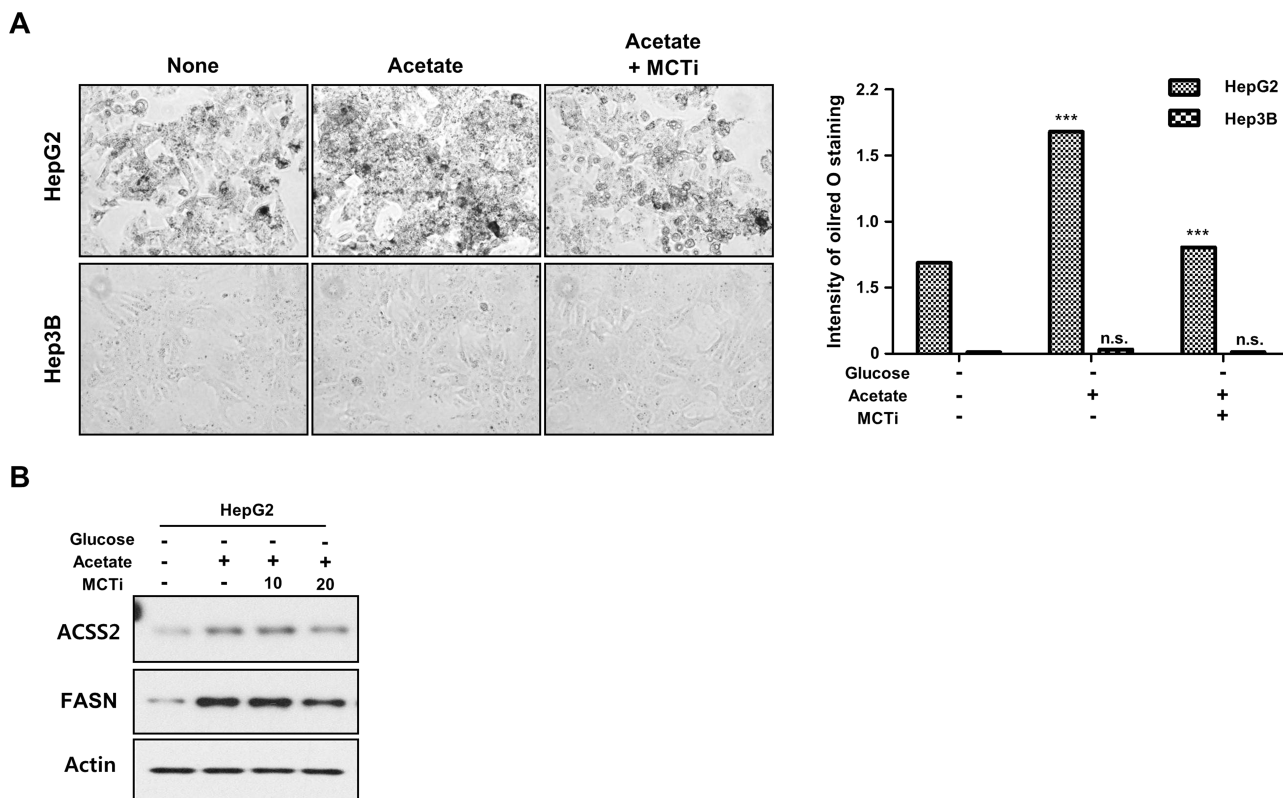 A
None
Acetate
Acetate
+ MCTi
HepG2
Hep3B
Intensity of oilred O staining
2.2
1.5
1.0
1.5
0
***
n.s.
***
n.s.
HepG2
Hep3B
Glucose - - -
Acetate - + +
MCTi - - +
B
HepG2
Glucose - - - -
Acetate - + + +
MCTi - - 10 20
ACSS2
FASN
Actin